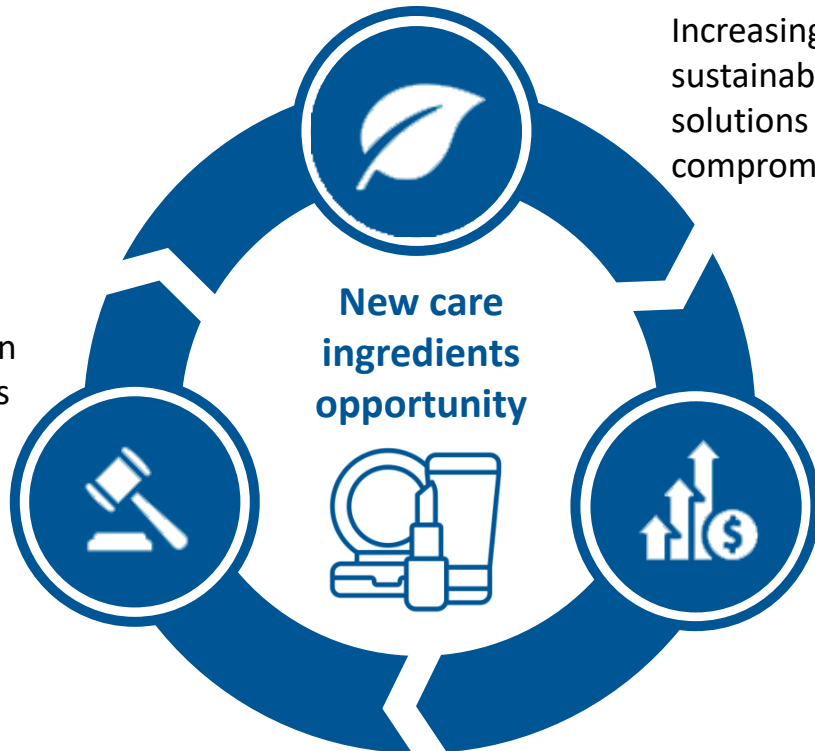 Increasing
sustainab
solutions
comprom
New care
ingredients
opportunity
n
s
$